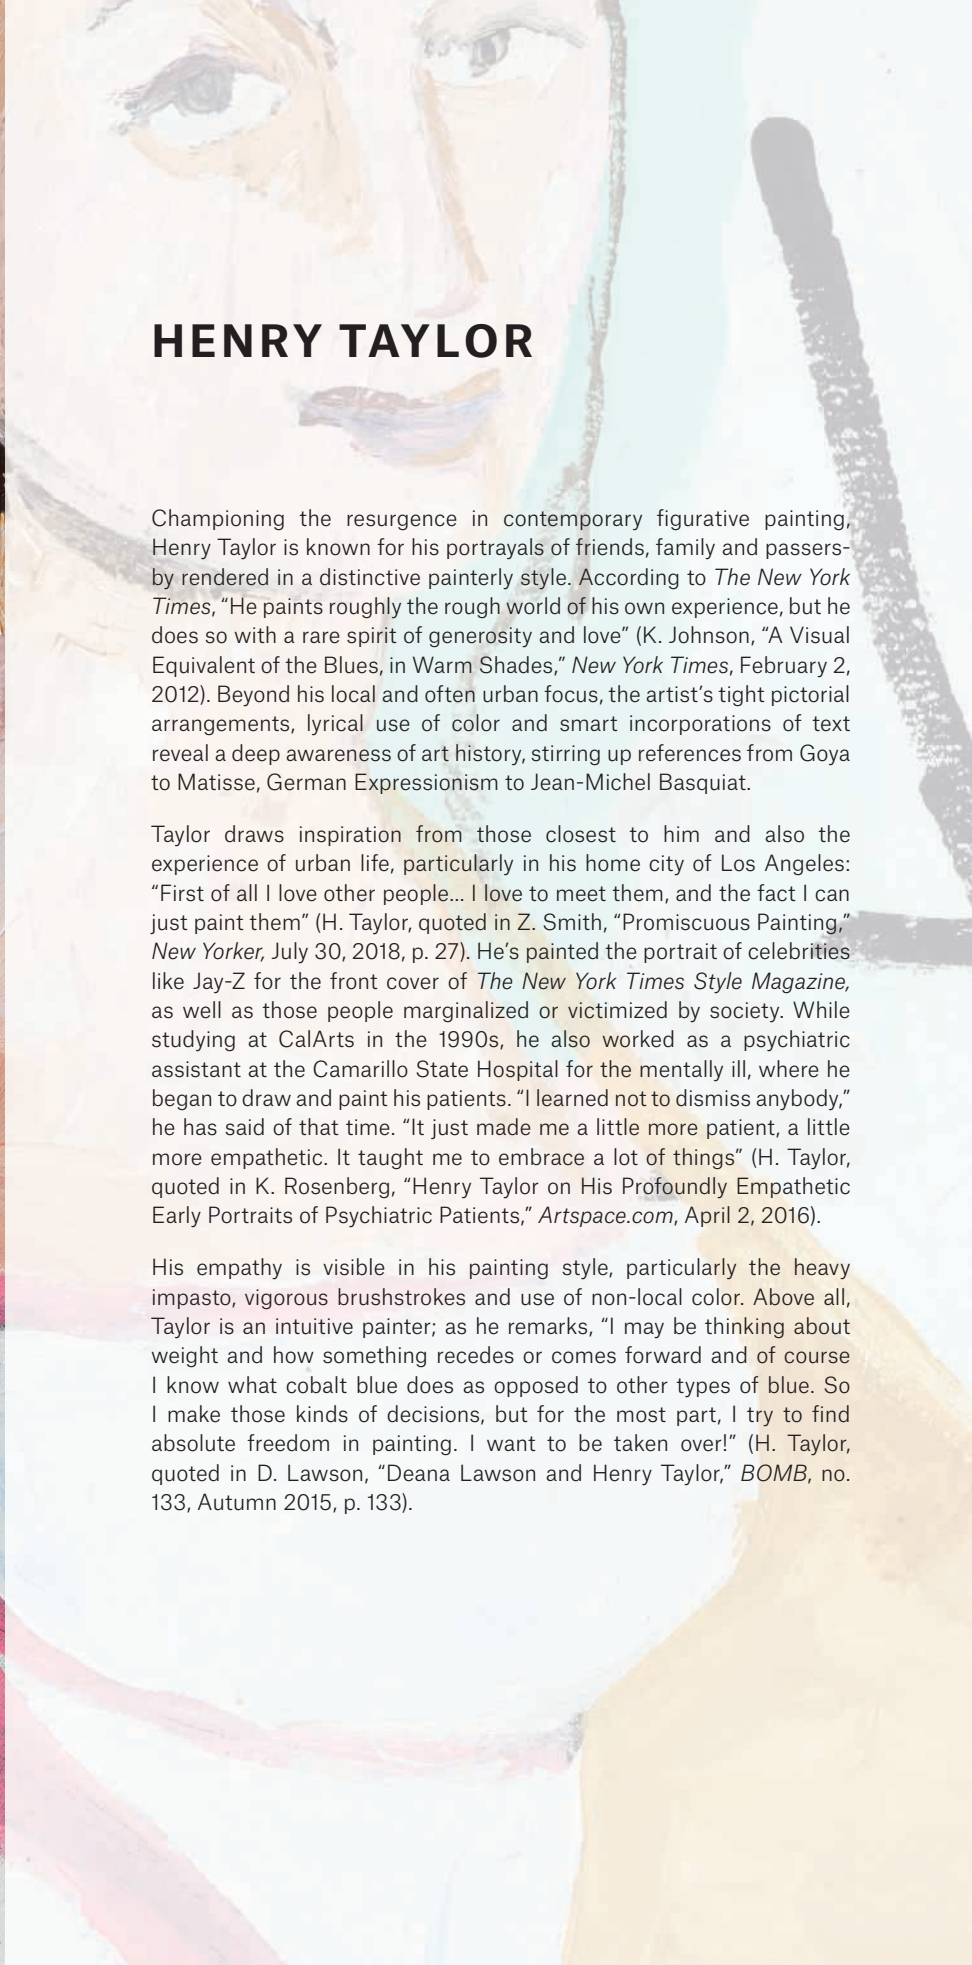 HENRY TAYLOR
Championing the resurgence in contemporary figurative painting,
Henry Taylor is known for his portrayals of friends, family and passers-
by rendered in a distinctive painterly style. According to The New York
Times, “He paints roughly the rough world of his own experience, but he
does so with a rare spirit of generosity and love” (K. Johnson, “A Visual
Equivalent of the Blues, in Warm Shades,” New York Times, February 2,
2012). Beyond his local and often urban focus, the artist’s tight pictorial
arrangements, lyrical use of color and smart incorporations of text
reveal a deep awareness of art history, stirring up references from Goya
to Matisse, German Expressionism to Jean-Michel Basquiat.
Taylor draws inspiration from those closest to him and also the
experience of urban life, particularly in his home city of Los Angeles:
“First of all I love other people... I love to meet them, and the fact I can
just paint them” (H. Taylor, quoted in Z. Smith, “Promiscuous Painting,”
New Yorker, July 30, 2018, p. 27). He’s painted the portrait of celebrities
like Jay-Z for the front cover of The New York Times Style Magazine,
as well as those people marginalized or victimized by society. While
studying at CalArts in the 1990s, he also worked as a psychiatric
assistant at the Camarillo State Hospital for the mentally ill, where he
began to draw and paint his patients. “I learned not to dismiss anybody,”
he has said of that time. “It just made me a little more patient, a little
more empathetic. It taught me to embrace a lot of things” (H. Taylor,
quoted in K. Rosenberg, “Henry Taylor on His Profoundly Empathetic
Early Portraits of Psychiatric Patients,” Artspace.com, April 2, 2016).
His empathy is visible in his painting style, particularly the heavy
impasto, vigorous brushstrokes and use of non-local color. Above all,
Taylor is an intuitive painter; as he remarks, “I may be thinking about
weight and how something recedes or comes forward and of course
I know what cobalt blue does as opposed to other types of blue. So
I make those kinds of decisions, but for the most part, I try to find
absolute freedom in painting. I want to be taken over!” (H. Taylor,
quoted in D. Lawson, “Deana Lawson and Henry Taylor,” BOMB, no.
133, Autumn 2015, p. 133).